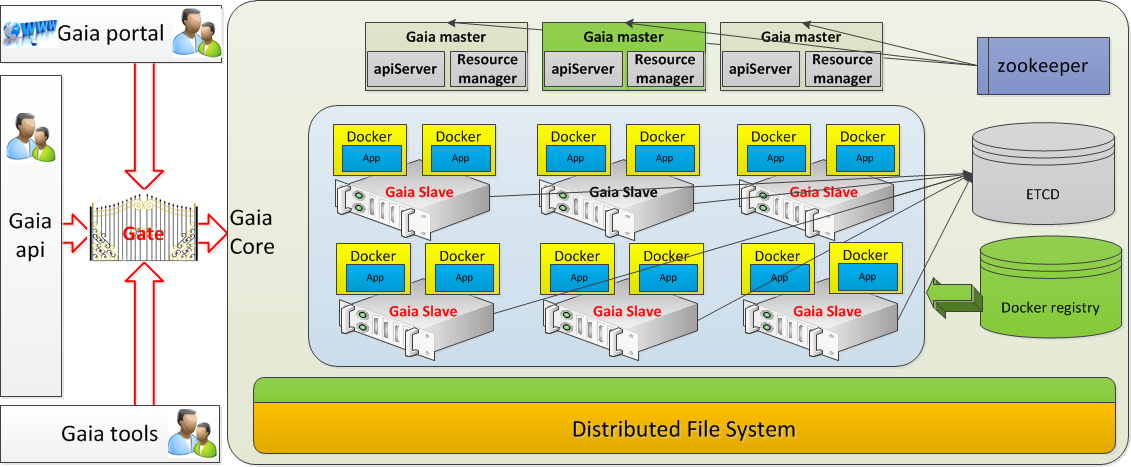 WWW
Gaia portal
Gaia
api
Gate
Gaia
Core
Gaia tools
Gaia master
apiServer
Resource
manager
Gaia master
apiServer
Resource
manager
Gaia master
apiServer
Resource
manager
zookeeper
Docker
App
Docker
App
Gaia Slave
Docker
App
Docker
App
Gaia Slave
Docker
App
Docker
App
Gaia Slave
ETCD
Docker
App
Docker
App
Gaia Slave
Docker
App
Docker
App
Gaia Slave
Docker
App
Docker
App
Gaia Slave
Docker registry
Distributed File System